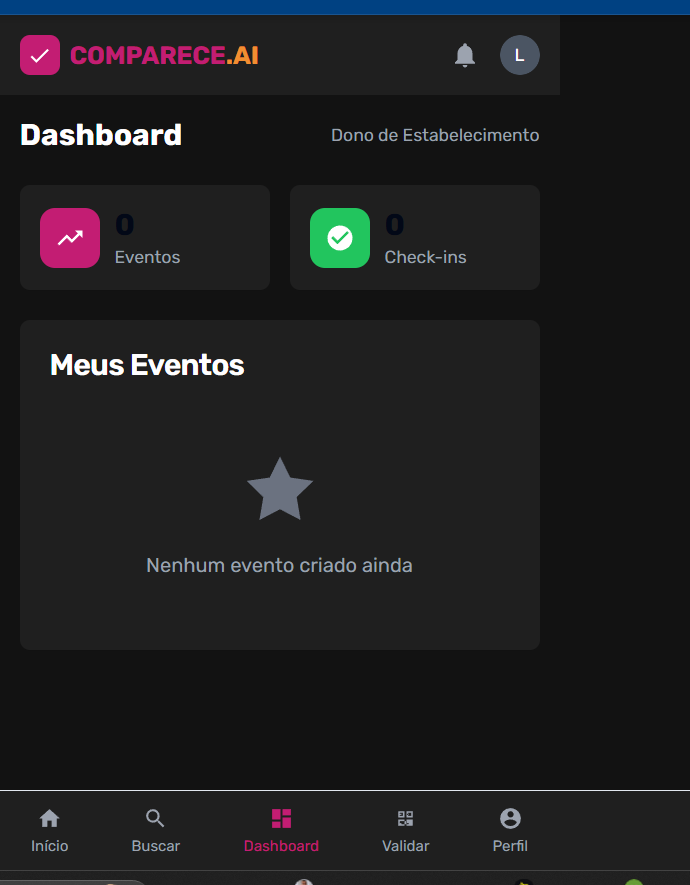 COMPARECE.AI
L
Dashboard
Dono de Estabelecimento
0
Eventos
0
Check-ins
Meus Eventos
Nenhum evento criado ainda
Início
Buscar
Dashboard
Validar
Perfil